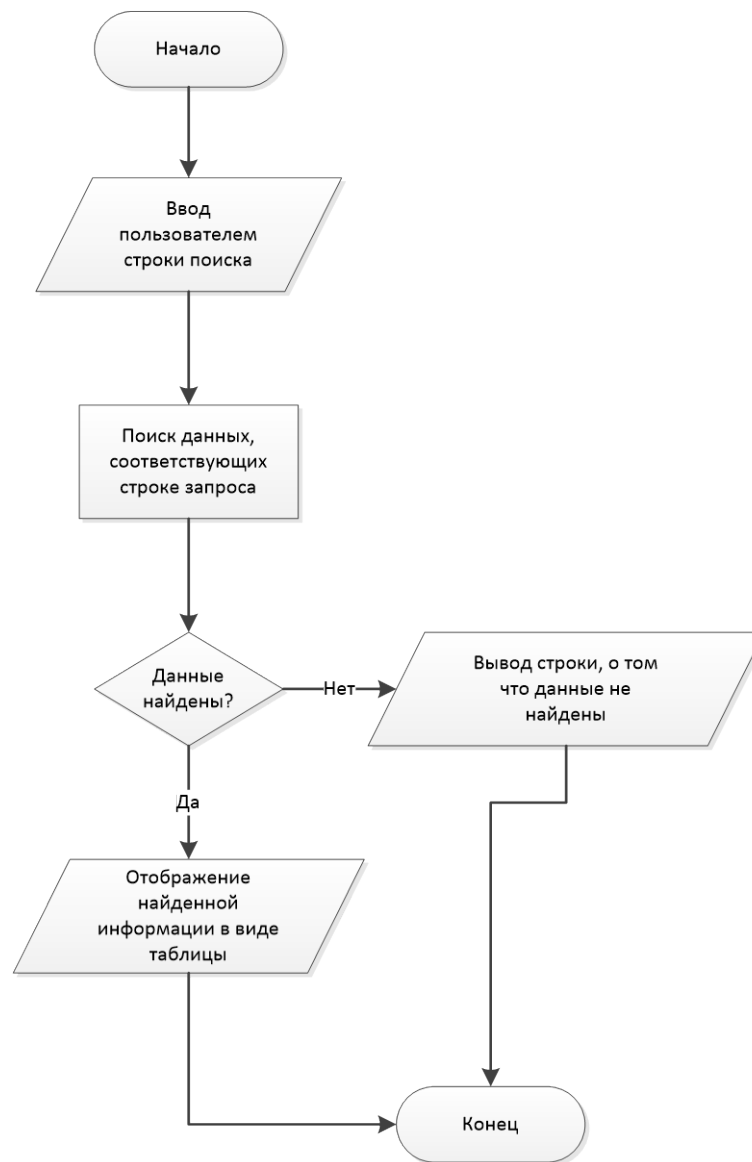 Начало
Ввод
пользователем
строки поиска
Поиск данных,
соответствующих
строке запроса
Данные
найдены?
Нет
Вывод строки, о том
что данные не
найдены
Да
Отображение
найденной
информации в виде
таблицы
Конец